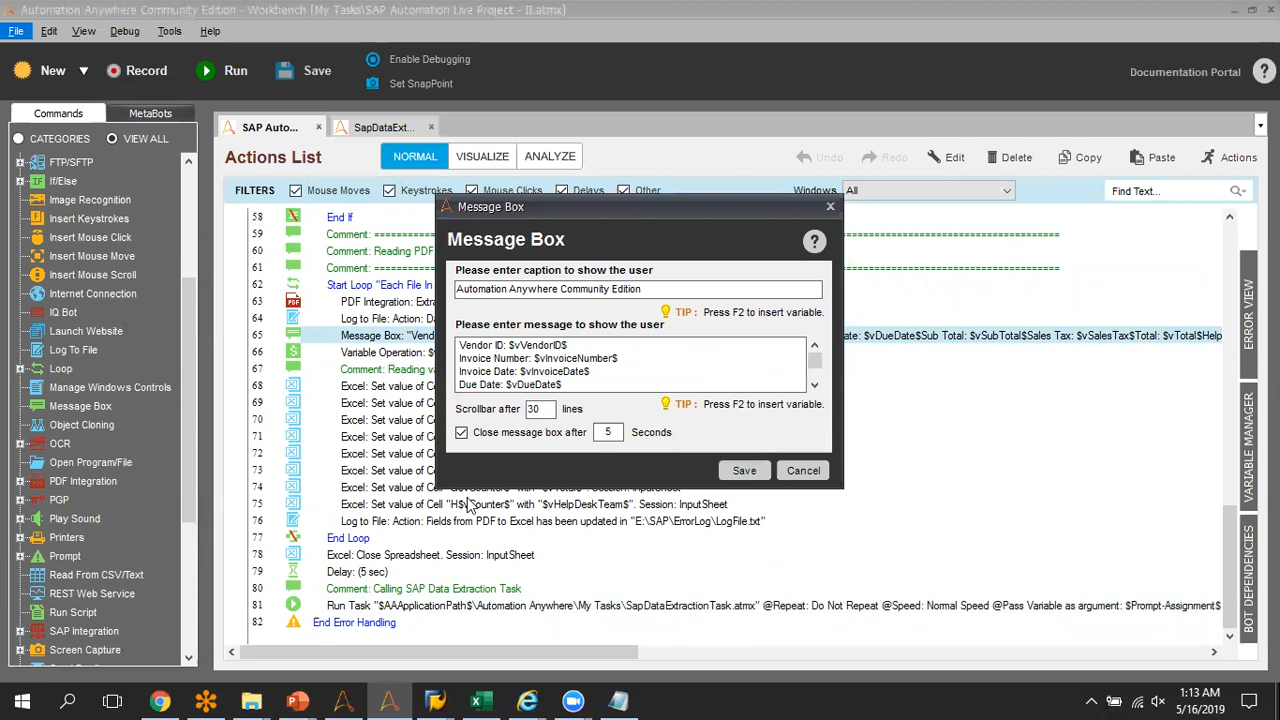 Automation Anywhere Community Edition - Workbench [My Tasks\SAP Automation Live Project - II.atmx]
File Edit View Debug Tools Help
New Record Run Save
Enable Debugging
Set SnapPoint
Documentation Portal
Commands MetaBots
CATEGORIES VIEW ALL
FTP/SFTP
If/Else
Image Recognition
Insert Keystrokes
Insert Mouse Click
Insert Mouse Move
Insert Mouse Scroll
Internet Connection
IQ Bot
Launch Website
Log To File
Loop
Manage Windows Controls
Message Box
Object Cloning
OCR
Open Program/File
PDF Integration
PGP
Play Sound
Printers
Prompt
Read From CSV/Text
REST Web Service
Run Script
SAP Integration
Screen Capture
SAP Auto... SapDataExt...
Actions List NORMAL VISUALIZE ANALYZE Undo Redo Edit Delete Copy Paste Actions
FILTERS Mouse Moves Keystrokes Mouse Clicks Delays Other Windows All Find Text...
58 End If
59 Comment: ====
60 Comment: Reading PDF
61 Comment: ====
62 Start Loop "Each File In
63 PDF Integration: Extra
64 Log to File: Action: Da
65 Message Box: "Vend ate: $vDueDate$Sub Total: $vSubTotal$Sales Tax: $vSalesTax$Total: $vTotal$Help
66 Variable Operation: $v
67 Comment: Reading va
68 Excel: Set value of Cell
69 Excel: Set value of Cell
70 Excel: Set value of Cell
71 Excel: Set value of Cell
72 Excel: Set value of Cell
73 Excel: Set value of Cell
74 Excel: Set value of Cell
75 Excel: Set value of Cell "H$Counter$" with "$vHelpDeskTeam$". Session: InputSheet
76 Log to File: Action: Fields from PDF to Excel has been updated in "E:\SAP\ErrorLog\LogFile.txt"
77 End Loop
78 Excel: Close Spreadsheet. Session: InputSheet
79 Delay: (5 sec)
80 Comment: Calling SAP Data Extraction Task
81 Run Task "$AAApplicationPath$\Automation Anywhere\My Tasks\SapDataExtractionTask.atmx" @Repeat: Do Not Repeat @Speed: Normal Speed @Pass Variable as argument: $Prompt-Assignment$
82 End Error Handling
Message Box
Message Box
Please enter caption to show the user
Automation Anywhere Community Edition
TIP : Press F2 to insert variable.
Please enter message to show the user
Vendor ID: $vVendorID$
Invoice Number: $vInvoiceNumber$
Invoice Date: $vInvoiceDate$
Due Date: $vDueDate$
Scrollbar after 30 lines
TIP : Press F2 to insert variable.
Close message box after 5 Seconds
Save Cancel
ERROR VIEW
VARIABLE MANAGER
BOT DEPENDENCIES
1:13 AM
5/16/2019